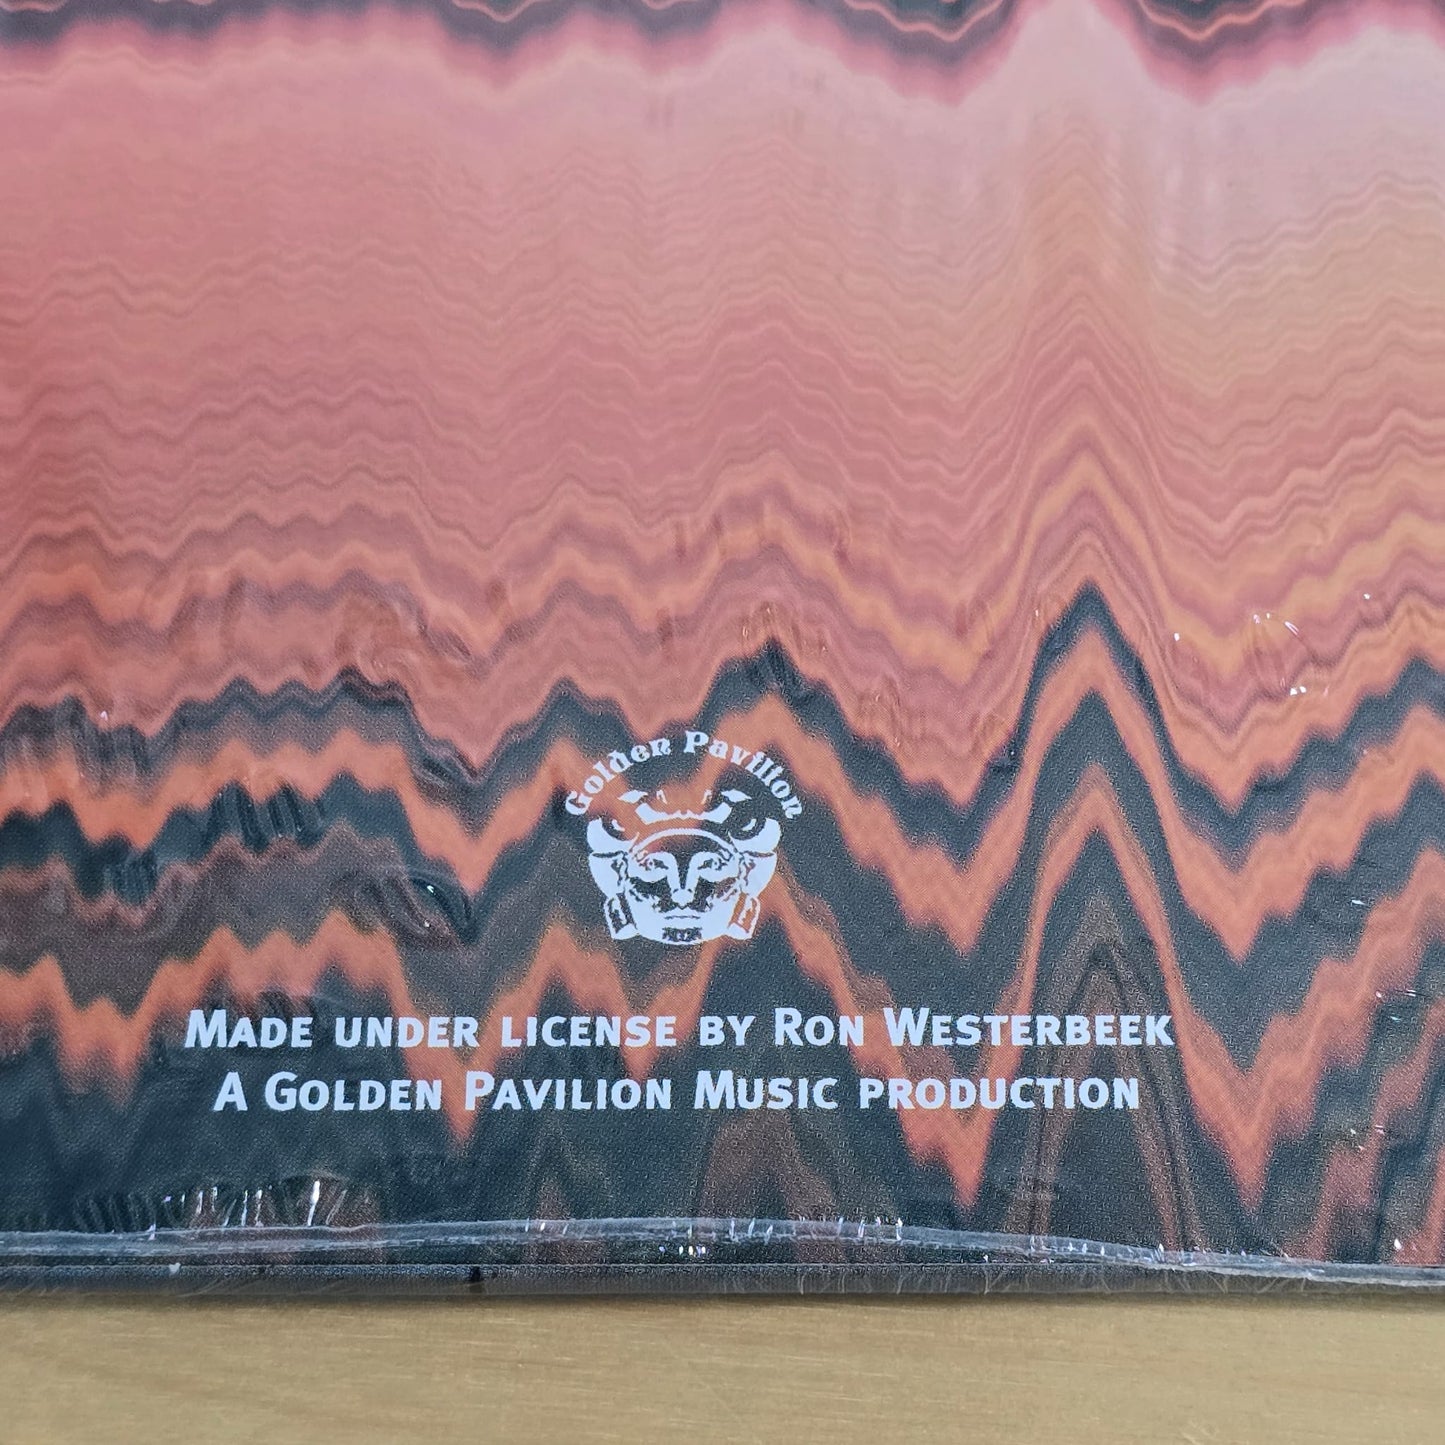 Golden Pavilion
MADE UNDER LICENSE BY RON WESTERBEEK
A GOLDEN PAVILION MUSIC PRODUCTION